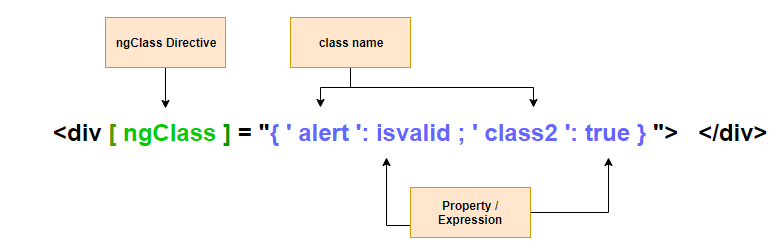 ngClass Directive
class name
<div [ ngClass ] = "{ ' alert ': isvalid ; ' class2 ': true } "> </div>
Property /
Expression